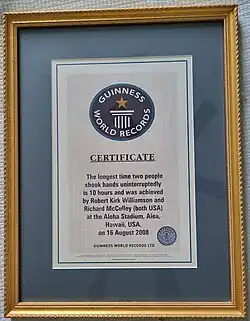 GUINNESS
WORLD RECORDS
CERTIFICATE
The longest time two people
shook hands uninterruptedly
is 10 hours and was achieved
by Robert Kirk Williamson and
Richard McCulley (both USA)
at the Aloha Stadium, Aiea,
Hawaii, USA,
on 16 August 2008
GUINNESS WORLD RECORDS LTD